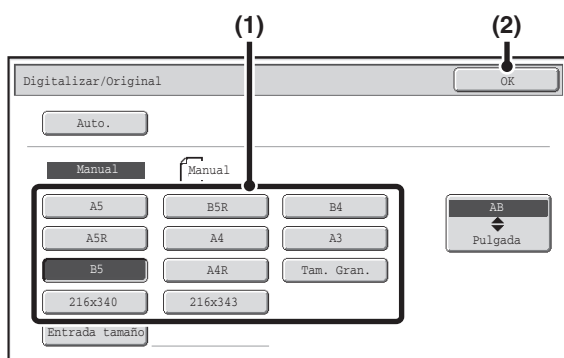 (1) (2)
Digitalizar/Original OK
Auto.
Manual Manual
A5 B5R B4 AB
A5R A4 A3 Pulgada
B5 A4R Tam. Gran.
216x340 216x343
Entrada tamaño